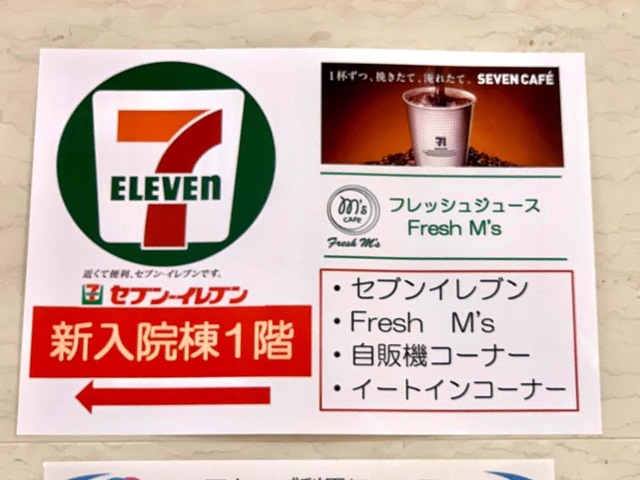 7
ELEVEn
近くて便利、セブン-イレブンです。
7 セブン-イレブン
新入院棟1階
1杯ずつ、挽きたて、淹れたて。 SEVEN CAFÉ
M's
CAFE
Fresh M's
フレッシュジュース
Fresh M's
・セブンイレブン
・Fresh M's
・自販機コーナー
・イートインコーナー